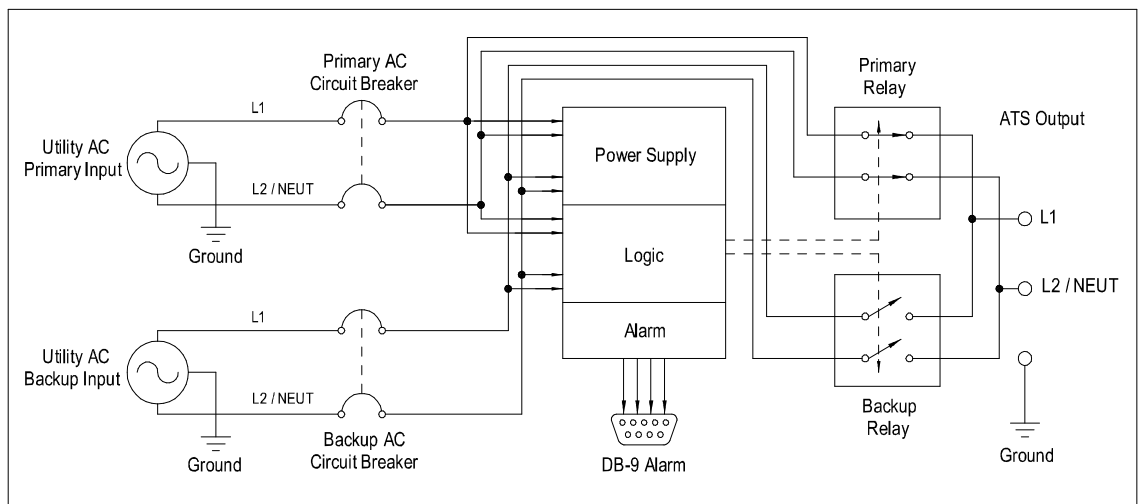 Primary AC
Circuit Breaker
Primary
Relay
L1
ATS Output
Utility AC
Primary Input
Power Supply
L2 / NEUT
L1
Ground
Logic
L2 / NEUT
L1
Alarm
Utility AC
Backup Input
L2 / NEUT
Backup
Relay
Backup AC
Circuit Breaker
Ground
DB-9 Alarm
Ground